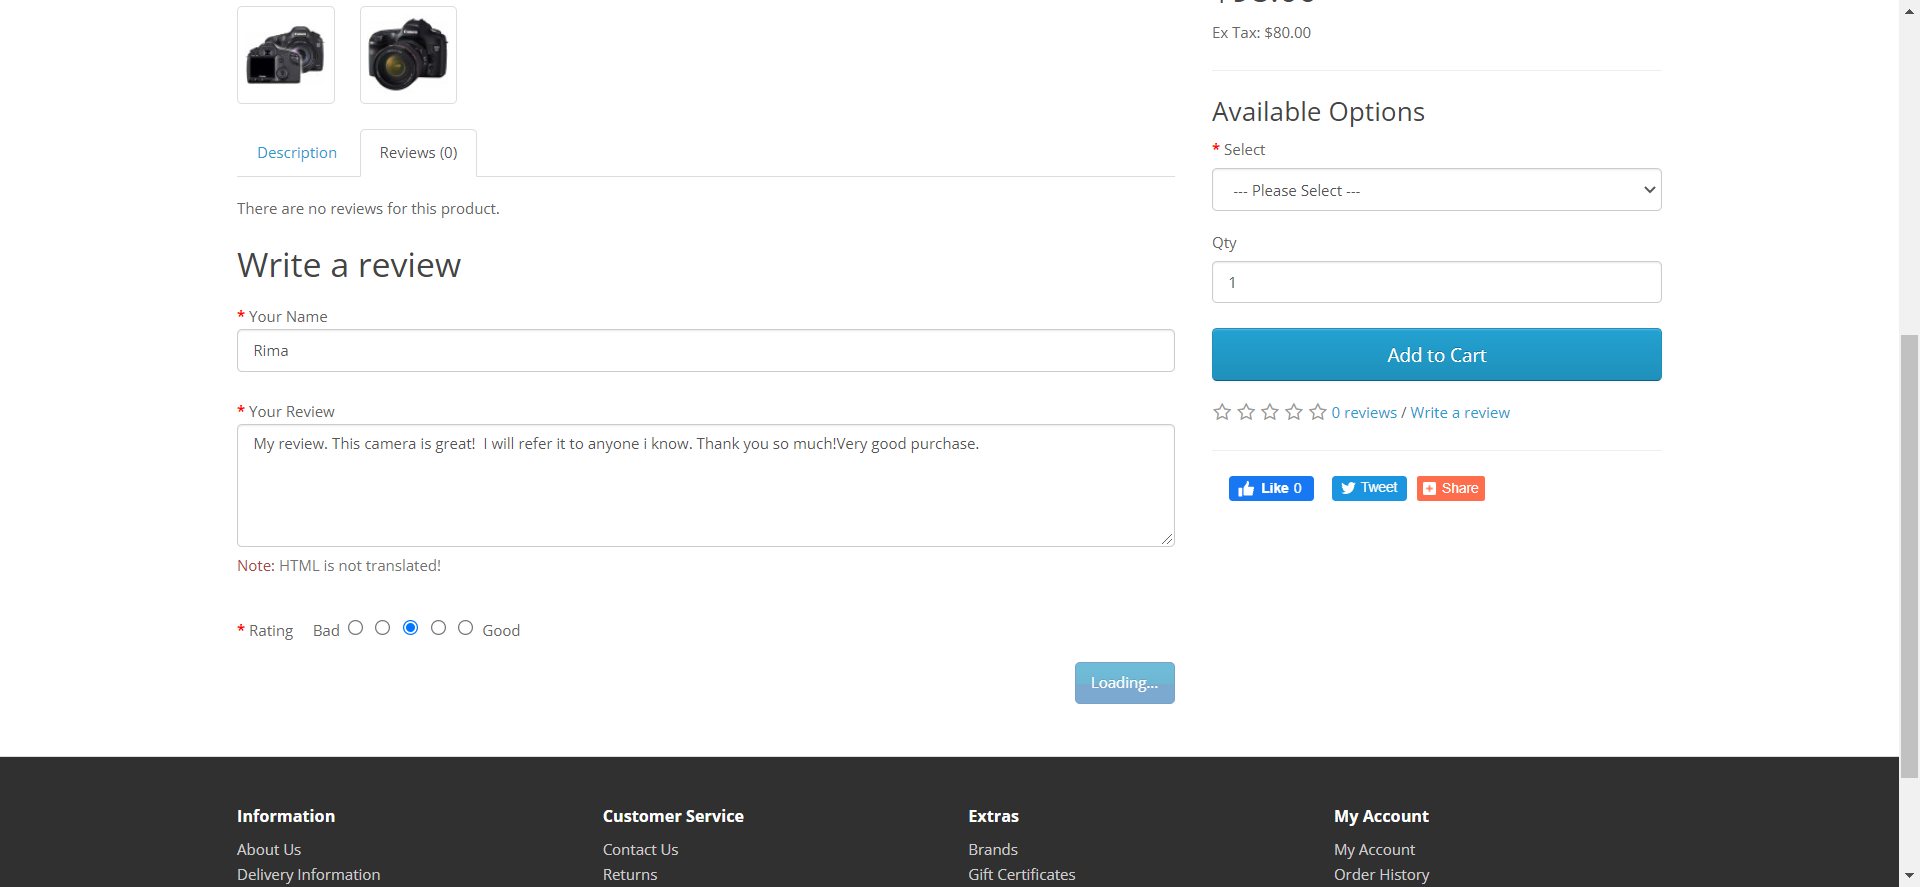 Ex Tax: $80.00
Description
Reviews (0)
There are no reviews for this product.
Write a review
* Your Name
Rima
* Your Review
My review. This camera is great!  I will refer it to anyone i know. Thank you so much!Very good purchase.
Note: HTML is not translated!
* Rating Bad Good
Loading...
Available Options
* Select
--- Please Select ---
Qty
1
Add to Cart
0 reviews / Write a review
Like 0
Tweet
Share
Information
About Us
Delivery Information
Customer Service
Contact Us
Returns
Extras
Brands
Gift Certificates
My Account
My Account
Order History